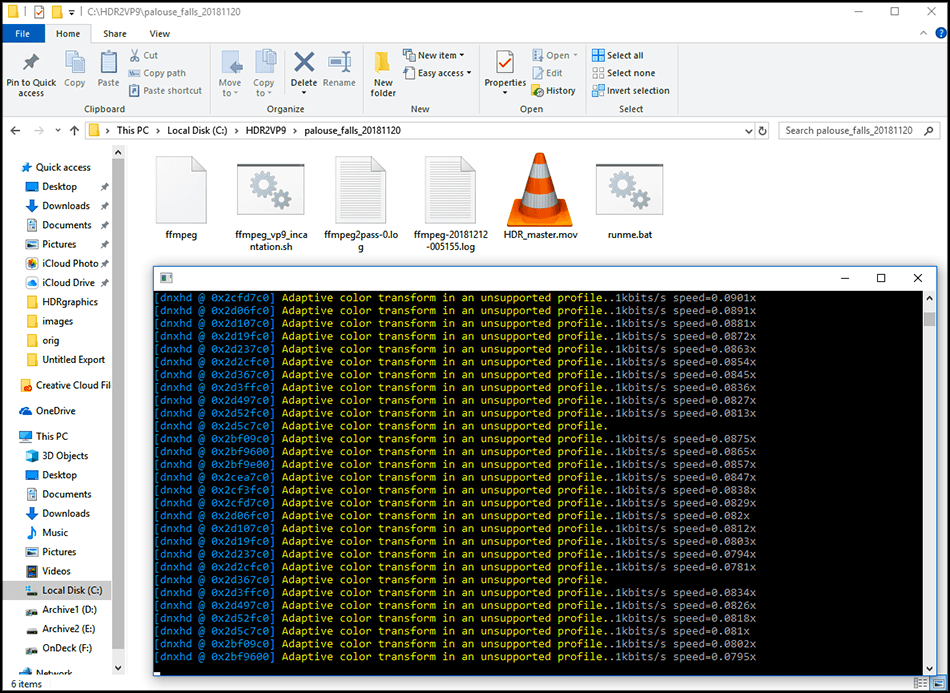 C:\HDR2VP9\palouse_falls_20181120
File Home Share View
Pin to Quick access
Copy
Paste
Cut
Copy path
Paste shortcut
Clipboard
Move to
Copy to
Delete
Rename
Organize
New folder
New item
Easy access
New
Properties
Open
Edit
History
Open
Select all
Select none
Invert selection
Select
This PC > Local Disk (C:) > HDR2VP9 > palouse_falls_20181120
Search palouse_falls_20181120
Quick access
Desktop
Downloads
Documents
Pictures
iCloud Photo
iCloud Drive
HDRgraphics
images
orig
Untitled Export
Creative Cloud Fil
OneDrive
This PC
3D Objects
Desktop
Documents
Downloads
Music
Pictures
Videos
Local Disk (C:)
Archive1 (D:)
Archive2 (E:)
OnDeck (F:)
Network
6 items
ffmpeg
ffmpeg_vp9_inca
ntation.sh
ffmpeg2pass-0.lo
g
ffmpeg-20181212
-005155.log
HDR_master.mov
runme.bat
[dnxhd @ 0x2cfd7c0] Adaptive color transform in an unsupported profile..1kbits/s speed=0.0901x
[dnxhd @ 0x2d06fc0] Adaptive color transform in an unsupported profile..1kbits/s speed=0.0891x
[dnxhd @ 0x2d107c0] Adaptive color transform in an unsupported profile..1kbits/s speed=0.0881x
[dnxhd @ 0x2d19fc0] Adaptive color transform in an unsupported profile..1kbits/s speed=0.0872x
[dnxhd @ 0x2d237c0] Adaptive color transform in an unsupported profile..1kbits/s speed=0.0863x
[dnxhd @ 0x2d2cfc0] Adaptive color transform in an unsupported profile..1kbits/s speed=0.0854x
[dnxhd @ 0x2d367c0] Adaptive color transform in an unsupported profile..1kbits/s speed=0.0845x
[dnxhd @ 0x2d3ffc0] Adaptive color transform in an unsupported profile..1kbits/s speed=0.0836x
[dnxhd @ 0x2d497c0] Adaptive color transform in an unsupported profile..1kbits/s speed=0.0827x
[dnxhd @ 0x2d52fc0] Adaptive color transform in an unsupported profile..1kbits/s speed=0.0813x
[dnxhd @ 0x2d5c7c0] Adaptive color transform in an unsupported profile.
[dnxhd @ 0x2bf09c0] Adaptive color transform in an unsupported profile..1kbits/s speed=0.0875x
[dnxhd @ 0x2bf9600] Adaptive color transform in an unsupported profile..1kbits/s speed=0.0865x
[dnxhd @ 0x2bf9e00] Adaptive color transform in an unsupported profile..1kbits/s speed=0.0857x
[dnxhd @ 0x2cea7c0] Adaptive color transform in an unsupported profile..1kbits/s speed=0.0847x
[dnxhd @ 0x2cf3fc0] Adaptive color transform in an unsupported profile..1kbits/s speed=0.0838x
[dnxhd @ 0x2cfd7c0] Adaptive color transform in an unsupported profile..1kbits/s speed=0.0829x
[dnxhd @ 0x2d06fc0] Adaptive color transform in an unsupported profile..1kbits/s speed=0.082x
[dnxhd @ 0x2d107c0] Adaptive color transform in an unsupported profile..1kbits/s speed=0.0812x
[dnxhd @ 0x2d19fc0] Adaptive color transform in an unsupported profile..1kbits/s speed=0.0803x
[dnxhd @ 0x2d237c0] Adaptive color transform in an unsupported profile..1kbits/s speed=0.0794x
[dnxhd @ 0x2d2cfc0] Adaptive color transform in an unsupported profile..1kbits/s speed=0.0781x
[dnxhd @ 0x2d367c0] Adaptive color transform in an unsupported profile.
[dnxhd @ 0x2d3ffc0] Adaptive color transform in an unsupported profile..1kbits/s speed=0.0834x
[dnxhd @ 0x2d497c0] Adaptive color transform in an unsupported profile..1kbits/s speed=0.0826x
[dnxhd @ 0x2d52fc0] Adaptive color transform in an unsupported profile..1kbits/s speed=0.0818x
[dnxhd @ 0x2d5c7c0] Adaptive color transform in an unsupported profile..1kbits/s speed=0.081x
[dnxhd @ 0x2bf09c0] Adaptive color transform in an unsupported profile..1kbits/s speed=0.0802x
[dnxhd @ 0x2bf9600] Adaptive color transform in an unsupported profile..1kbits/s speed=0.0795x